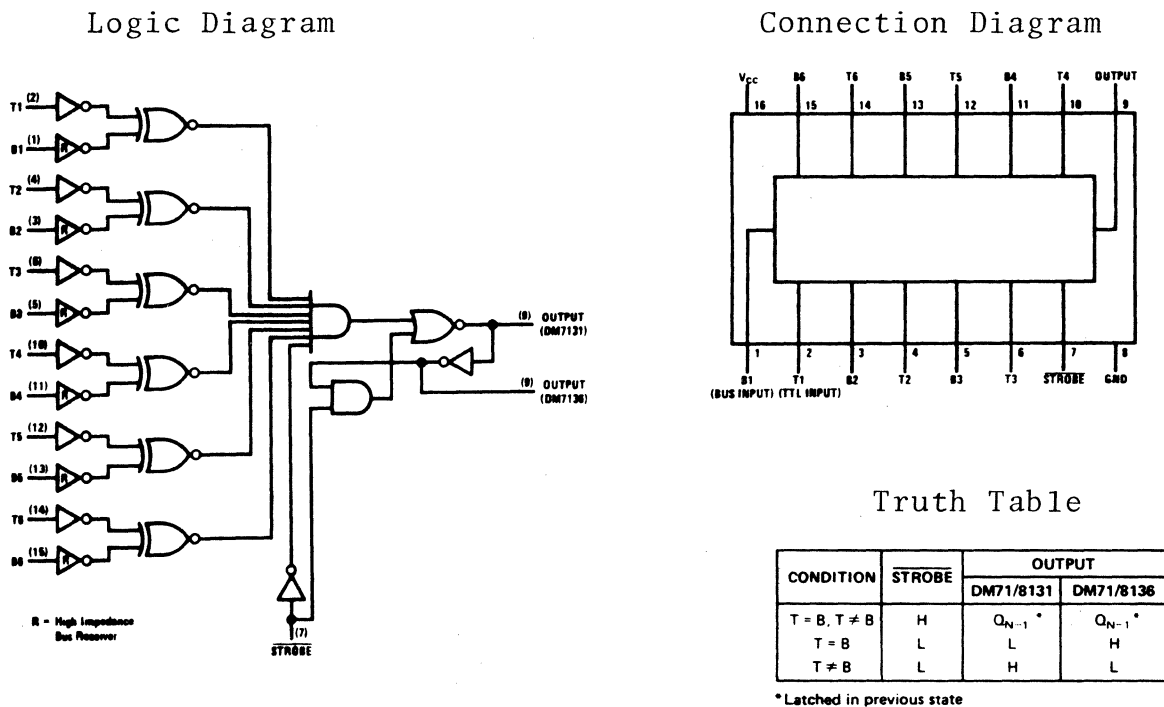 Logic Diagram
T1 (2)
B1 (1)
T2 (4)
B2 (3)
T3 (6)
B3 (5)
T4 (10)
B4 (11)
T5 (12)
B5 (13)
T6 (14)
B6 (15)
R
R
R
R
R
R
(9) OUTPUT
(DM7131)
(9) OUTPUT
(DM7136)
(7)
STROBE
R = High Impedance
Bus Receiver
Connection Diagram
VCC B6 T6 B5 T5 B4 T4 OUTPUT
16 15 14 13 12 11 10 9
1 2 3 4 5 6 7 8
B1 T1 B2 T2 B3 T3 STROBE GND
(BUS INPUT) (TTL INPUT)
Truth Table
CONDITION STROBE OUTPUT
DM71/8131 DM71/8136
T = B, T ≠ B H QN-1 * QN-1 *
T = B L L H
T ≠ B L H L
*Latched in previous state